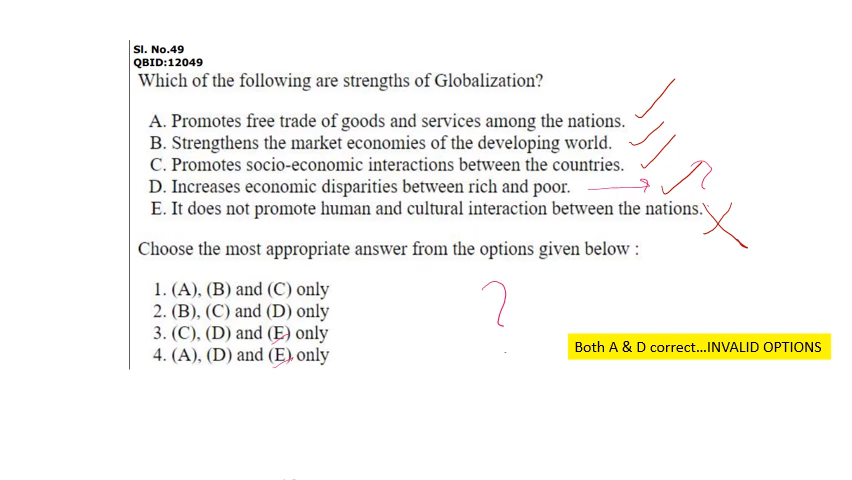 Sl. No.49
QBID:12049
Which of the following are strengths of Globalization?
A. Promotes free trade of goods and services among the nations.
B. Strengthens the market economies of the developing world.
C. Promotes socio-economic interactions between the countries.
D. Increases economic disparities between rich and poor. ?
E. It does not promote human and cultural interaction between the nations.
Choose the most appropriate answer from the options given below :
1. (A), (B) and (C) only
2. (B), (C) and (D) only
3. (C), (D) and (E) only
4. (A), (D) and (E) only
?
Both A & D correct...INVALID OPTIONS